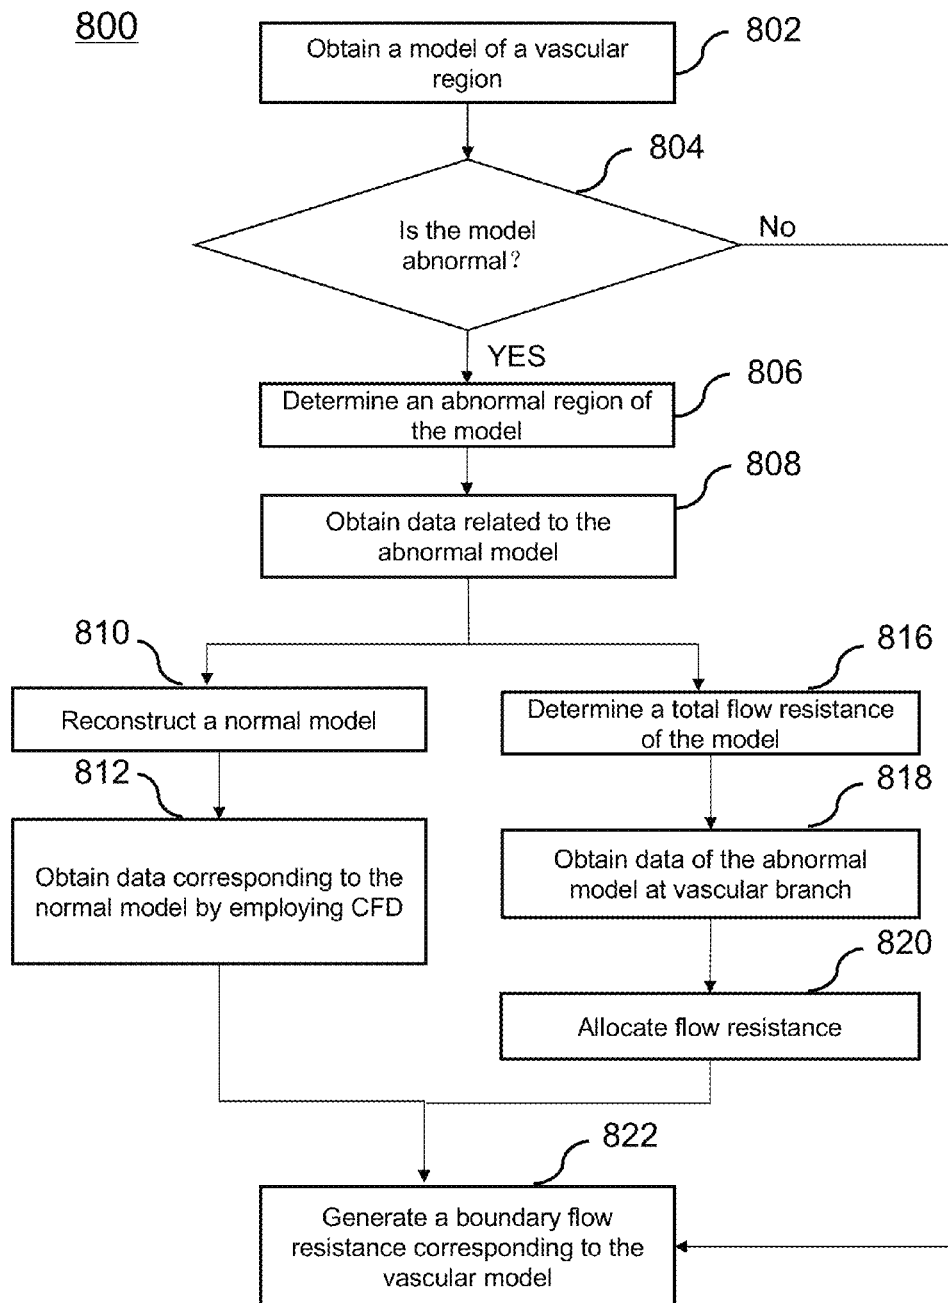 800
Obtain a model of a vascular
region
802
804
Is the model
abnormal?
No
YES
Determine an abnormal region of
the model
806
Obtain data related to the
abnormal model
808
810
Reconstruct a normal model
816
Determine a total flow resistance
of the model
812
Obtain data corresponding to the
normal model by employing CFD
818
Obtain data of the abnormal
model at vascular branch
820
Allocate flow resistance
822
Generate a boundary flow
resistance corresponding to the
vascular model